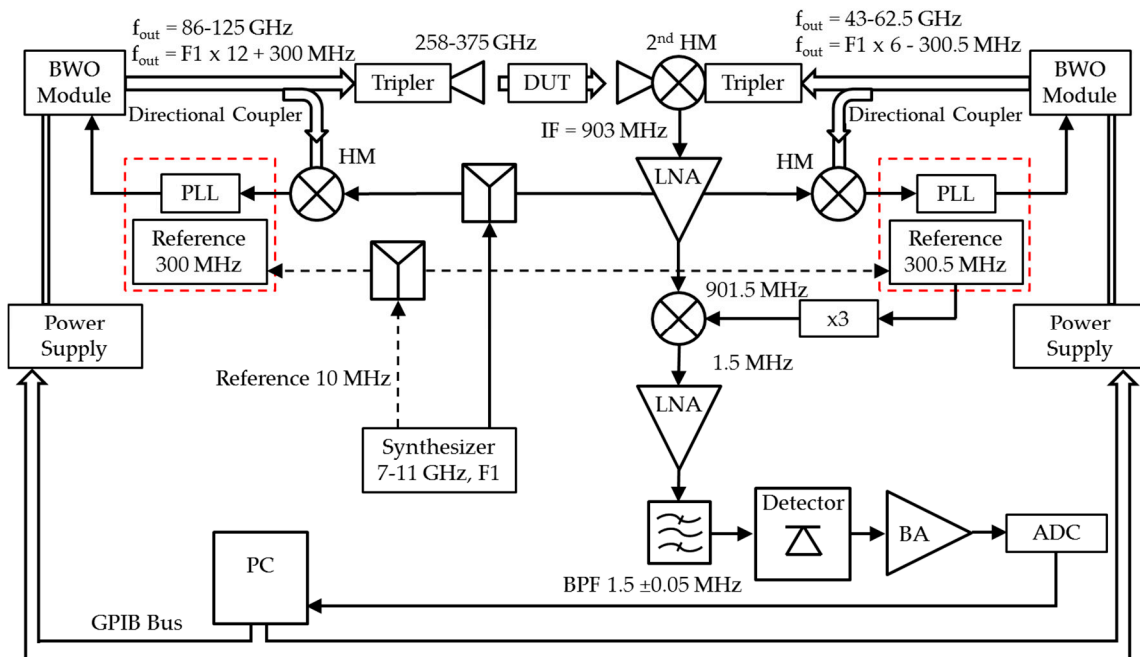 f_out = 86-125 GHz
f_out = F1 x 12 + 300 MHz
BWO
Module
Directional Coupler
258-375 GHz
Tripler
DUT
2nd HM
Tripler
f_out = 43-62.5 GHz
f_out = F1 x 6 - 300.5 MHz
BWO
Module
Directional Coupler
IF = 903 MHz
HM
PLL
LNA
HM
PLL
Reference
300 MHz
Reference
300.5 MHz
901.5 MHz
x3
Power
Supply
Power
Supply
1.5 MHz
Reference 10 MHz
LNA
Synthesizer
7-11 GHz, F1
Detector
BA
ADC
PC
BPF 1.5 ±0.05 MHz
GPIB Bus